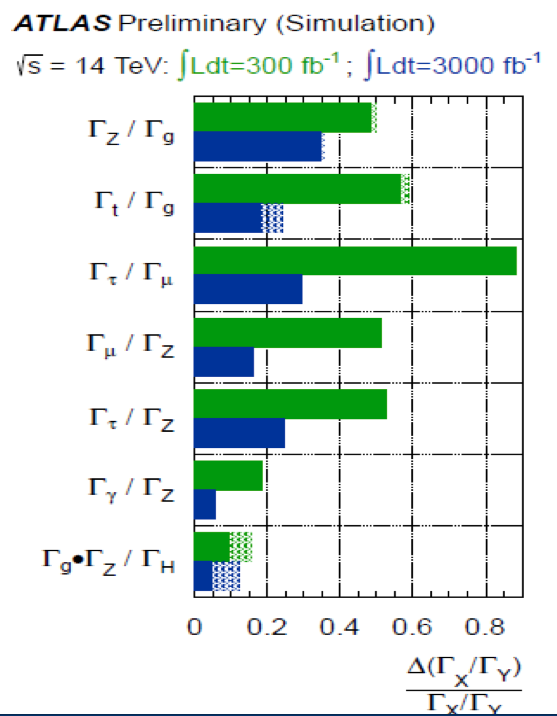 ATLAS Preliminary (Simulation)
√s = 14 TeV: ∫Ldt=300 fb⁻¹ ; ∫Ldt=3000 fb⁻¹
Γ_Z / Γ_g
Γ_t / Γ_g
Γ_τ / Γ_μ
Γ_μ / Γ_Z
Γ_τ / Γ_Z
Γ_γ / Γ_Z
Γ_g•Γ_Z / Γ_H
0 0.2 0.4 0.6 0.8
Δ(Γ_X/Γ_Y)
Γ_X/Γ_Y